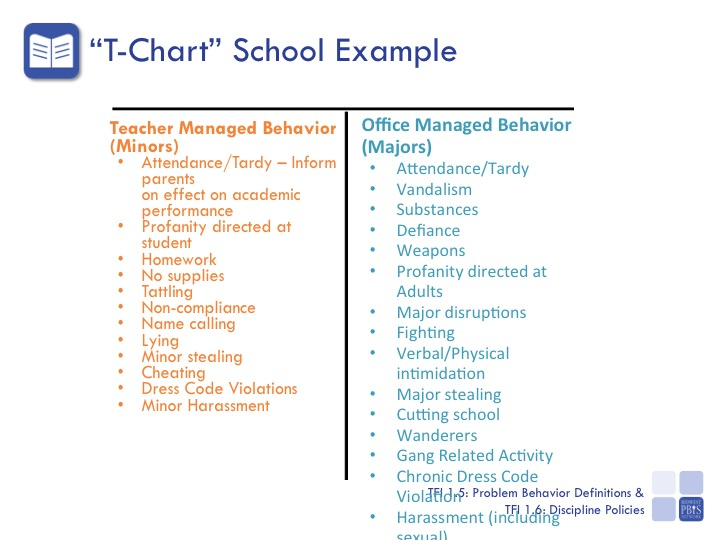 “T-Chart” School Example
Teacher Managed Behavior
(Minors)
• Attendance/Tardy – Inform
parents
on effect on academic
performance
• Profanity directed at
student
• Homework
• No supplies
• Tattling
• Non-compliance
• Name calling
• Lying
• Minor stealing
• Cheating
• Dress Code Violations
• Minor Harassment
Office Managed Behavior
(Majors)
• Attendance/Tardy
• Vandalism
• Substances
• Defiance
• Weapons
• Profanity directed at
Adults
• Major disruptions
• Fighting
• Verbal/Physical
intimidation
• Major stealing
• Cutting school
• Wanderers
• Gang Related Activity
• Chronic Dress Code
Violation
• Harassment (including
sexual)
TFI 1.5: Problem Behavior Definitions &
TFI 1.6: Discipline Policies
MIDWEST
PBIS
NETWORK